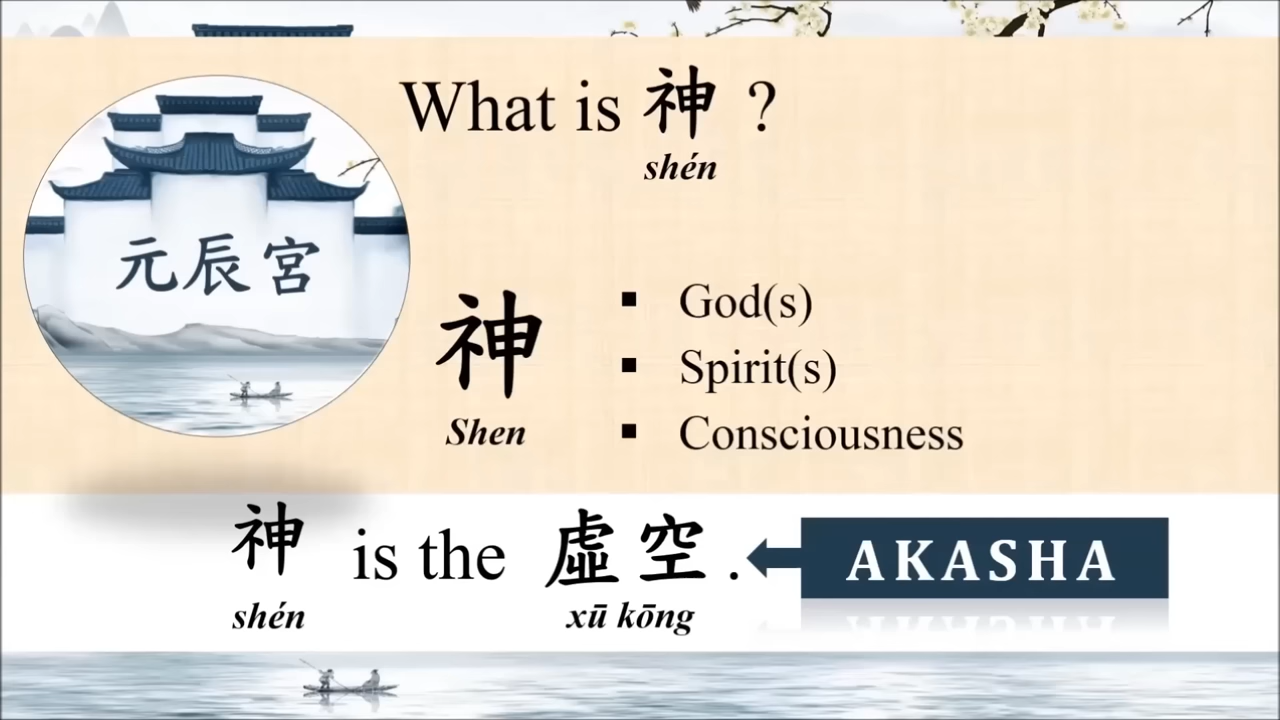 What is 神 ?
shén
元辰宮
神
Shen
▪ God(s)
▪ Spirit(s)
▪ Consciousness
神 is the 虛空 .
AKASHA
shén
xū kōng